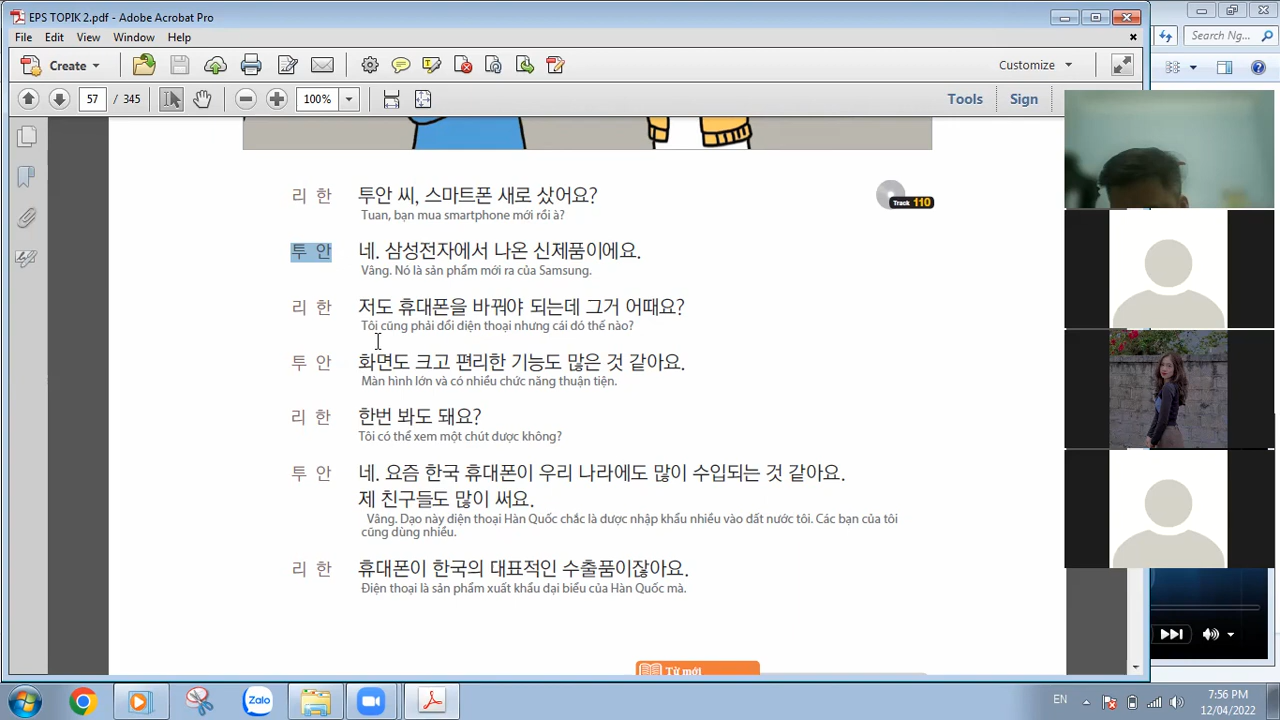 EPS TOPIK 2.pdf - Adobe Acrobat Pro
File Edit View Window Help
Create
Customize
57 / 345
100%
Tools Sign
Search Ng...
리 한 투안 씨, 스마트폰 새로 샀어요?
Track 110
Tuan, bạn mua smartphone mới rồi à?
투 안 네. 삼성전자에서 나온 신제품이에요.
Vâng. Nó là sản phẩm mới ra của Samsung.
리 한 저도 휴대폰을 바꿔야 되는데 그거 어때요?
Tôi cũng phải đổi điện thoại nhưng cái đó thế nào?
투 안 화면도 크고 편리한 기능도 많은 것 같아요.
Màn hình lớn và có nhiều chức năng thuận tiện.
리 한 한번 봐도 돼요?
Tôi có thể xem một chút được không?
투 안 네. 요즘 한국 휴대폰이 우리 나라에도 많이 수입되는 것 같아요.
제 친구들도 많이 써요.
Vâng. Dạo này điện thoại Hàn Quốc chắc là được nhập khẩu nhiều vào đất nước tôi. Các bạn của tôi
cũng dùng nhiều.
리 한 휴대폰이 한국의 대표적인 수출품이잖아요.
Điện thoại là sản phẩm xuất khẩu đại biểu của Hàn Quốc mà.
Từ mới
Zalo
EN
7:56 PM
12/04/2022